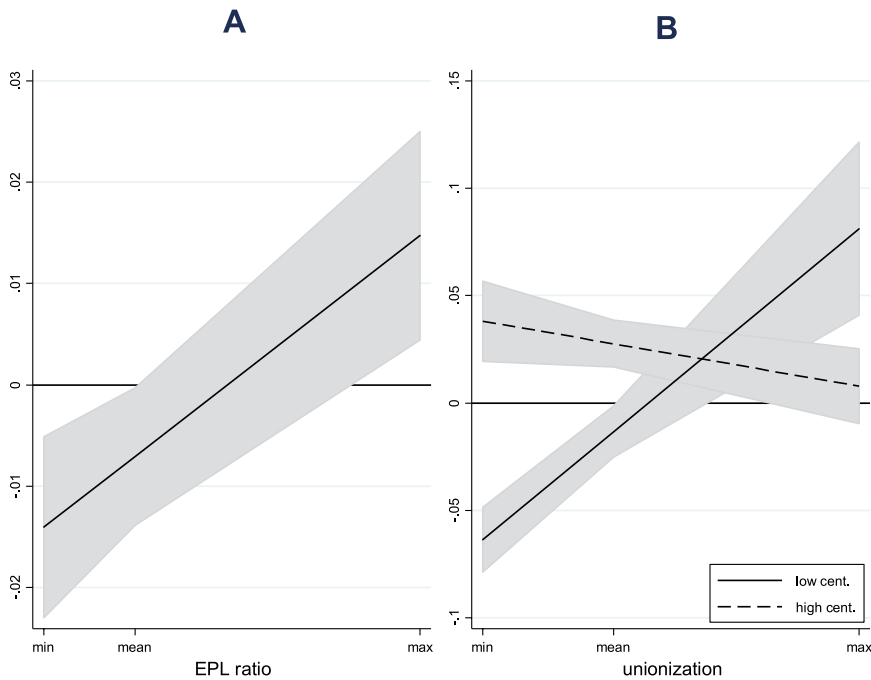 A
.03
.02
.01
0
-.01
-.02
min
mean
max
EPL ratio
B
.15
.1
.05
0
-.05
-.1
low cent.
high cent.
min
mean
max
unionization